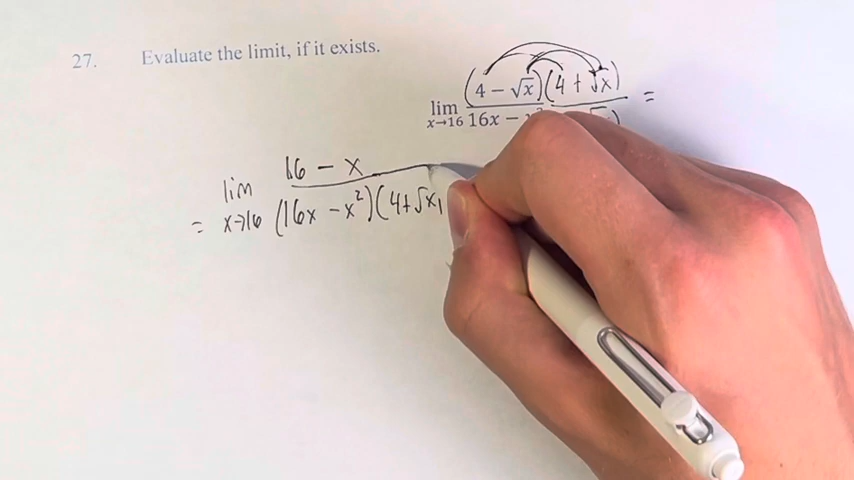 27. Evaluate the limit, if it exists.
(4 − √x)(4 + √x)
lim x→16 16x − =
16 − x
= lim x→16 (16x − x²)(4+√x